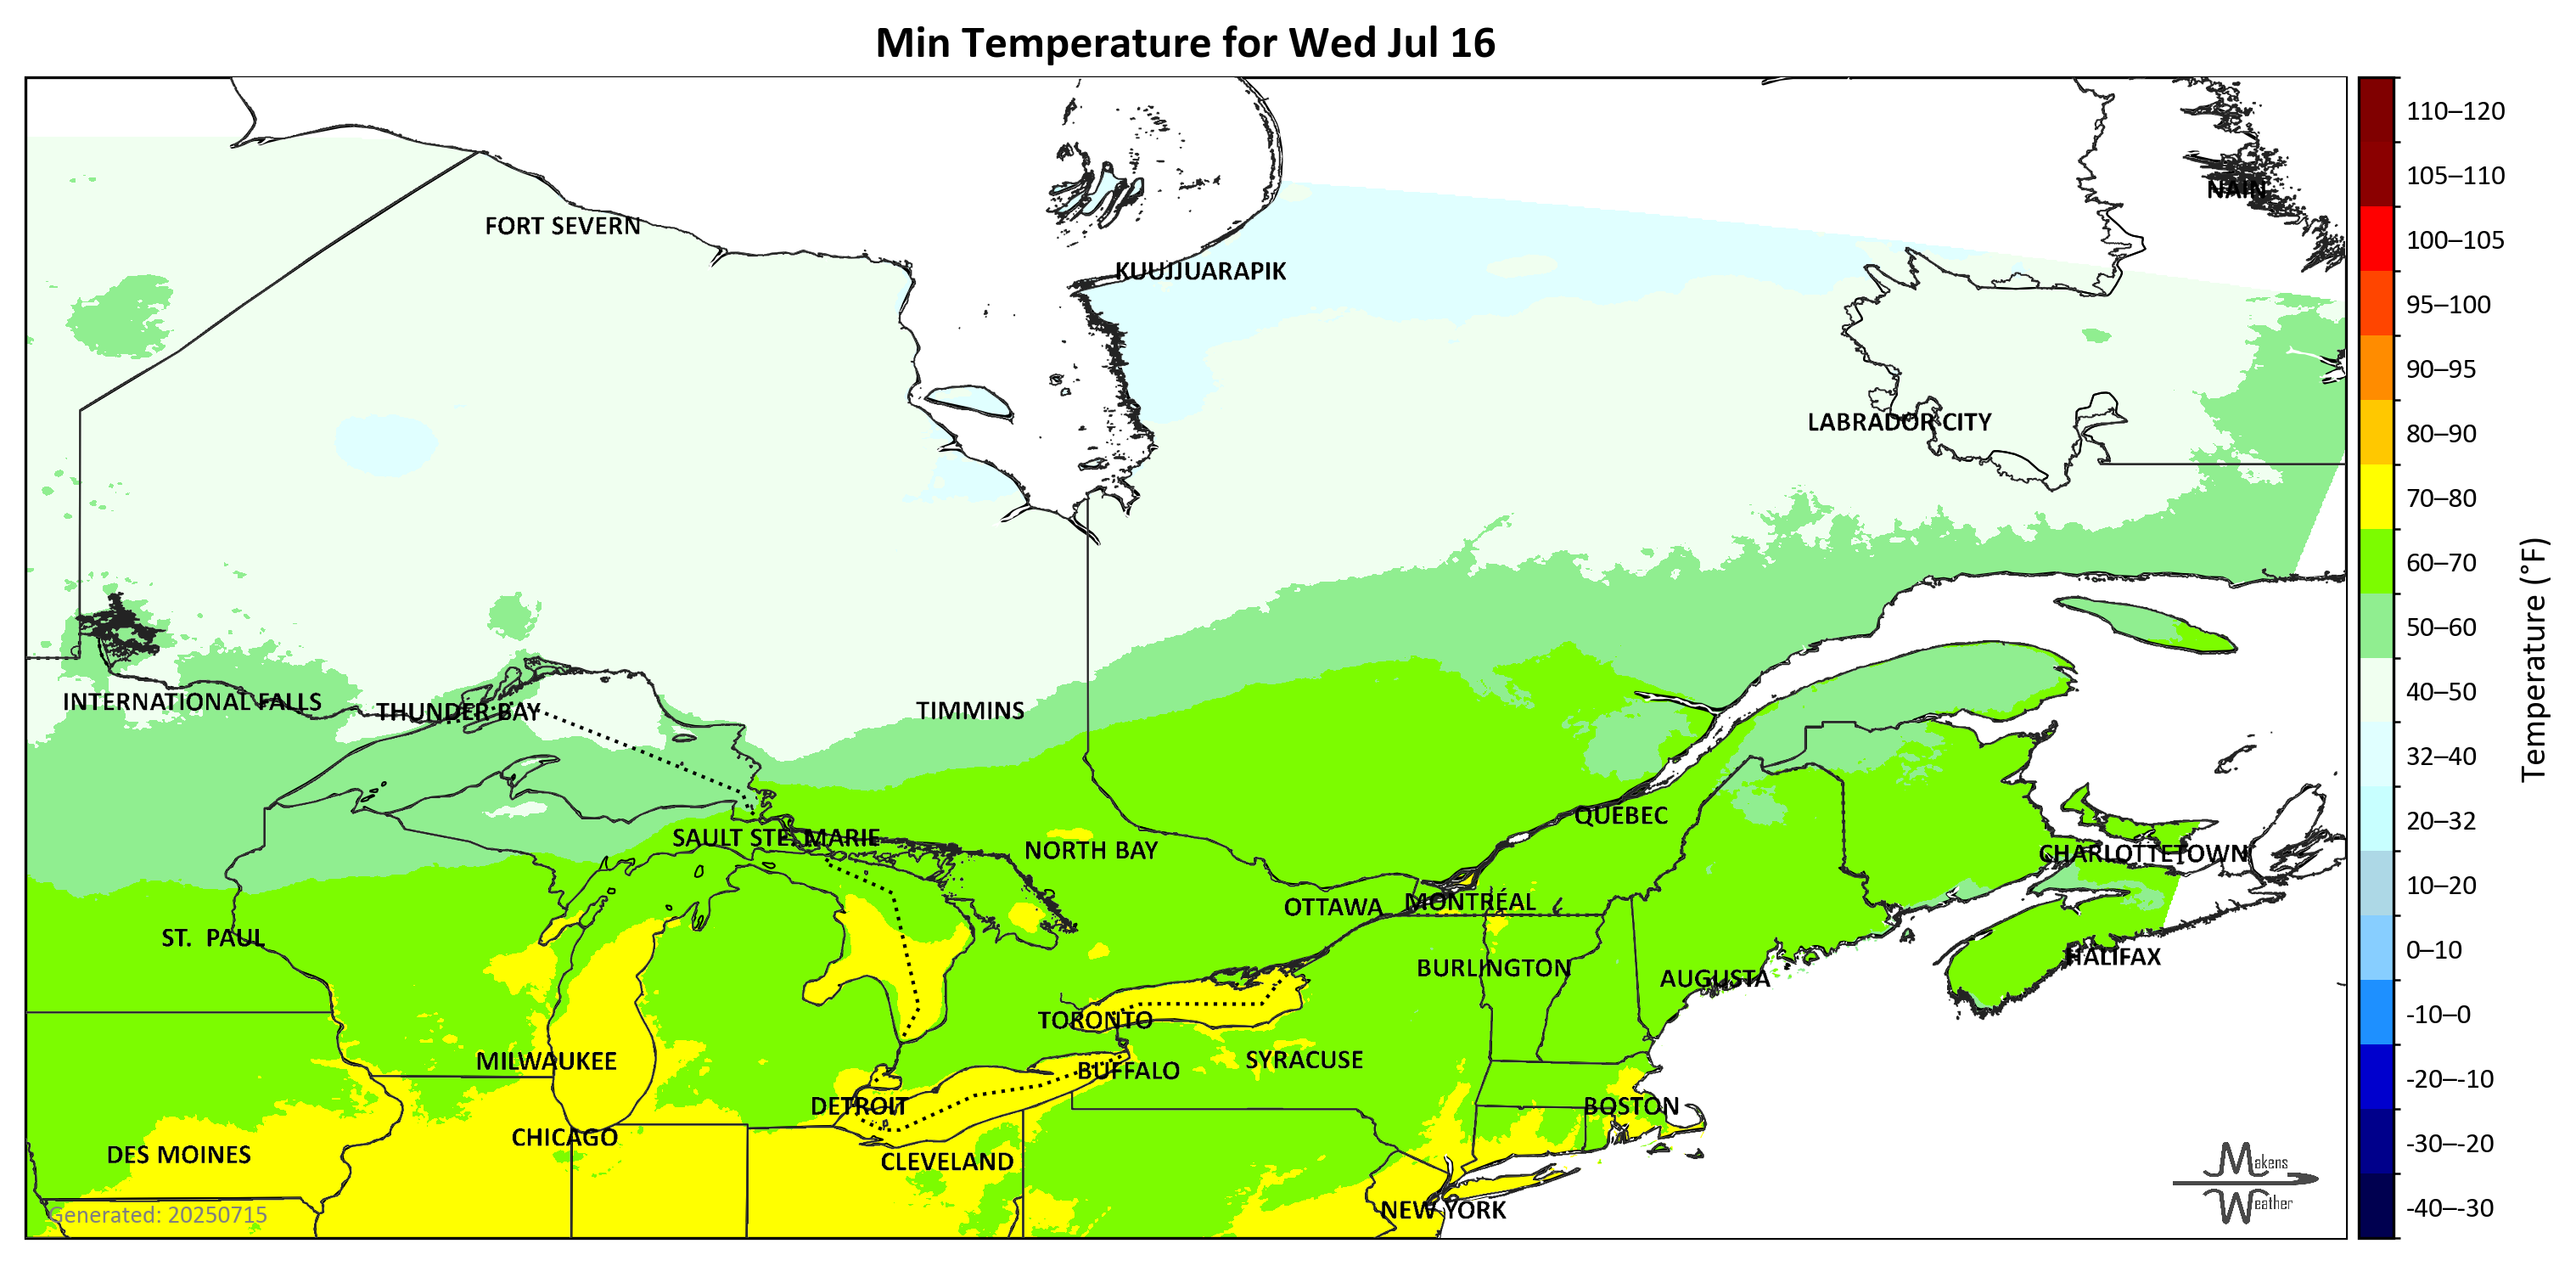 Min Temperature for Wed Jul 16
NAIN
FORT SEVERN
KUUJJUARAPIK
LABRADOR CITY
INTERNATIONAL FALLS
THUNDER BAY
TIMMINS
QUÉBEC
SAULT STE. MARIE
NORTH BAY
CHARLOTTETOWN
OTTAWA
MONTRÉAL
ST. PAUL
HALIFAX
BURLINGTON
AUGUSTA
TORONTO
MILWAUKEE
SYRACUSE
BUFFALO
DETROIT
BOSTON
CHICAGO
DES MOINES
CLEVELAND
NEW YORK
Generated: 20250715
Makens
Weather
110–120
105–110
100–105
95–100
90–95
80–90
70–80
60–70
50–60
40–50
32–40
20–32
10–20
0–10
-10–0
-20–-10
-30–-20
-40–-30
Temperature (°F)